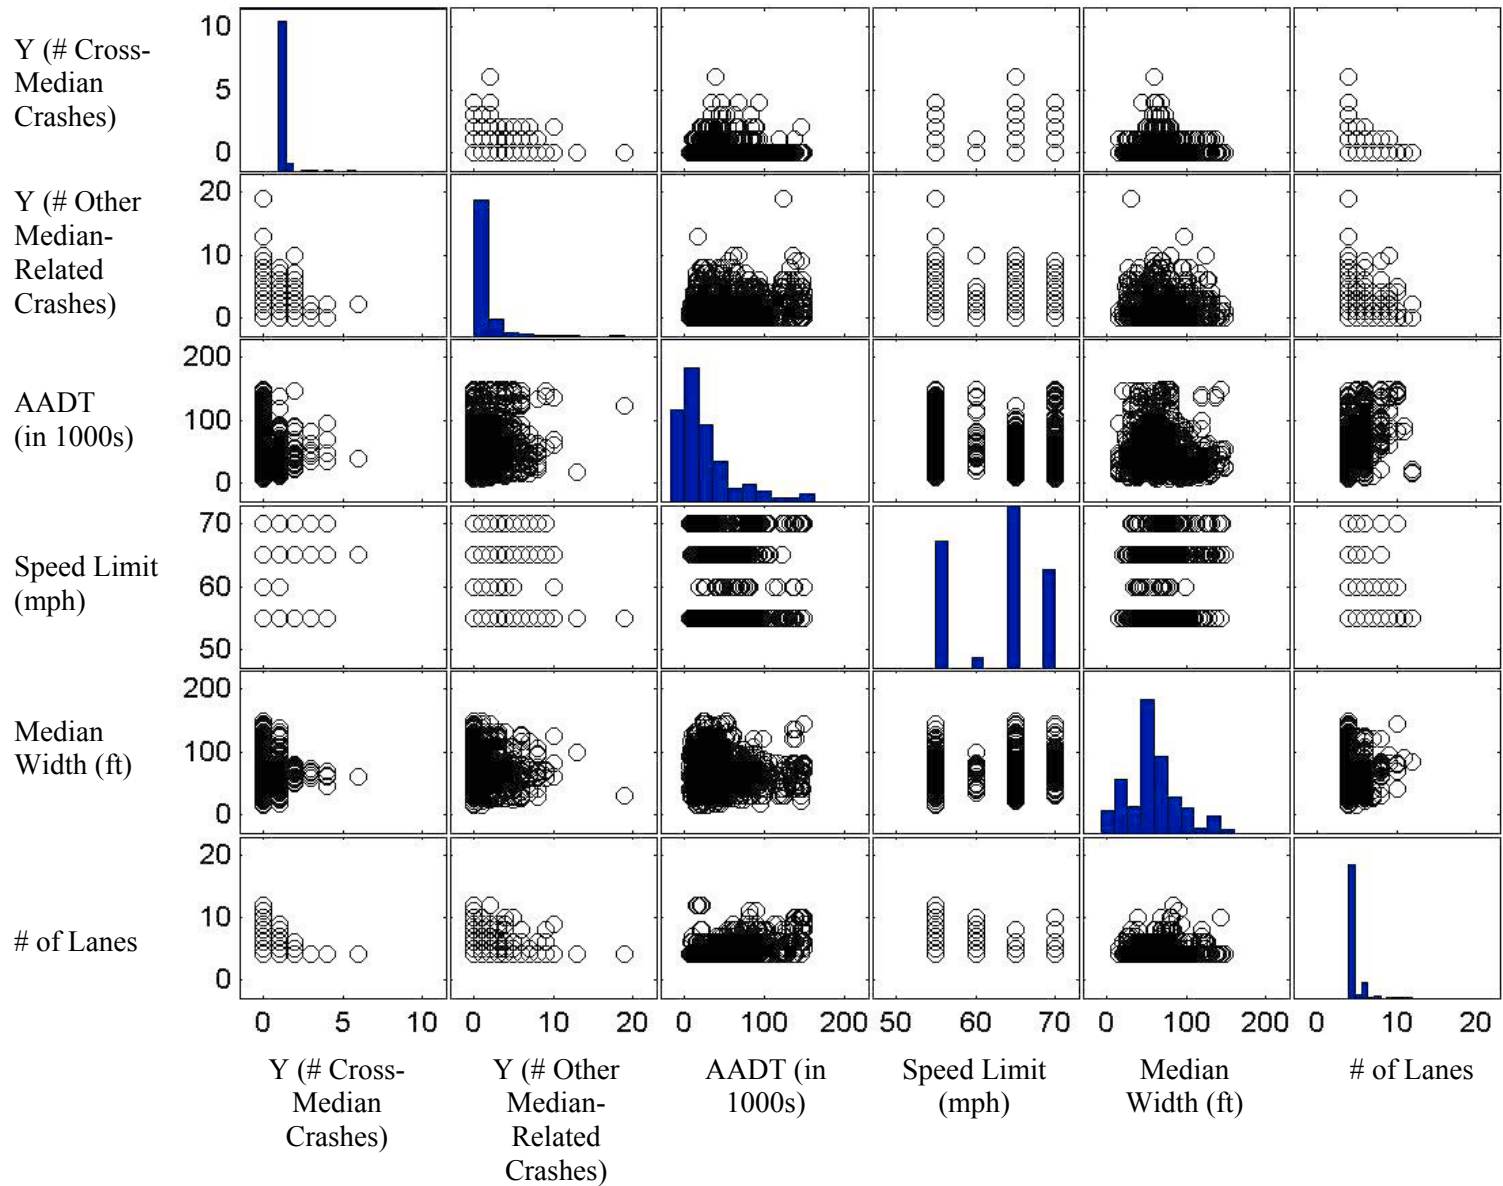 Y (# Cross-
Median
Crashes)
10
5
0
Y (# Other
Median-
Related
Crashes)
20
10
0
AADT
(in 1000s)
200
100
0
Speed Limit
(mph)
70
60
50
Median
Width (ft)
200
100
0
# of Lanes
20
10
0
0 5 10 0 10 20 0 100 200 50 60 70 0 100 200 0 10 20
Y (# Cross-
Median
Crashes)
Y (# Other
Median-
Related
Crashes)
AADT (in
1000s)
Speed Limit
(mph)
Median
Width (ft)
# of Lanes